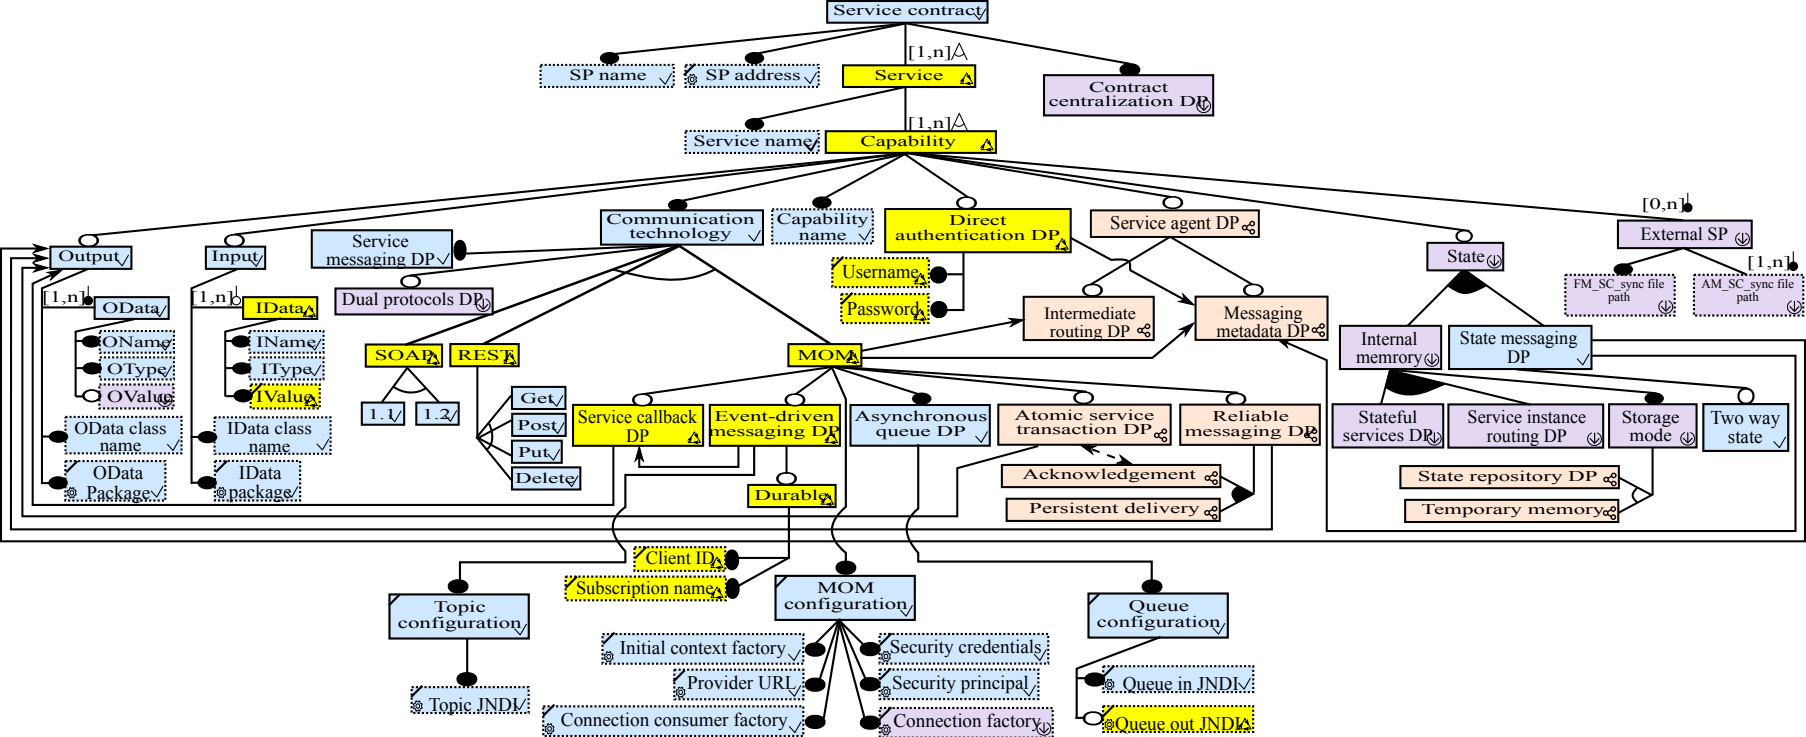 Service contract
[1,n]
SP name
SP address
Service
Contract
centralization DP
[1,n]
Service name
Capability
[0,n]
Output
Input
Service
messaging DP
Communication
technology
Capability
name
Direct
authentication DP
Service agent DP
State
External SP
[1,n]
Dual protocols DP
Username
Password
Intermediate
routing DP
Messaging
metadata DP
FM_SC_sync file
path
AM_SC_sync file
path
[1,n]
OData
[1,n]
IData
OName
OType
OValue
IName
IType
IValue
SOAP
REST
MOM
Internal
memrory
State messaging
DP
1.1
1.2
Get
Post
Put
Delete
Service callback
DP
Event-driven
messaging DP
Asynchronous
queue DP
Atomic service
transaction DP
Reliable
messaging DP
Stateful
services DP
Service instance
routing DP
Storage
mode
Two way
state
OData class
name
OData
Package
IData class
name
IData
package
Durable
Acknowledgement
Persistent delivery
State repository DP
Temporary memory
Client ID
Subscription name
Topic
configuration
MOM
configuration
Queue
configuration
Initial context factory
Security credentials
Provider URL
Security principal
Connection consumer factory
Connection factory
Topic JNDI
Queue in JNDI
Queue out JNDI